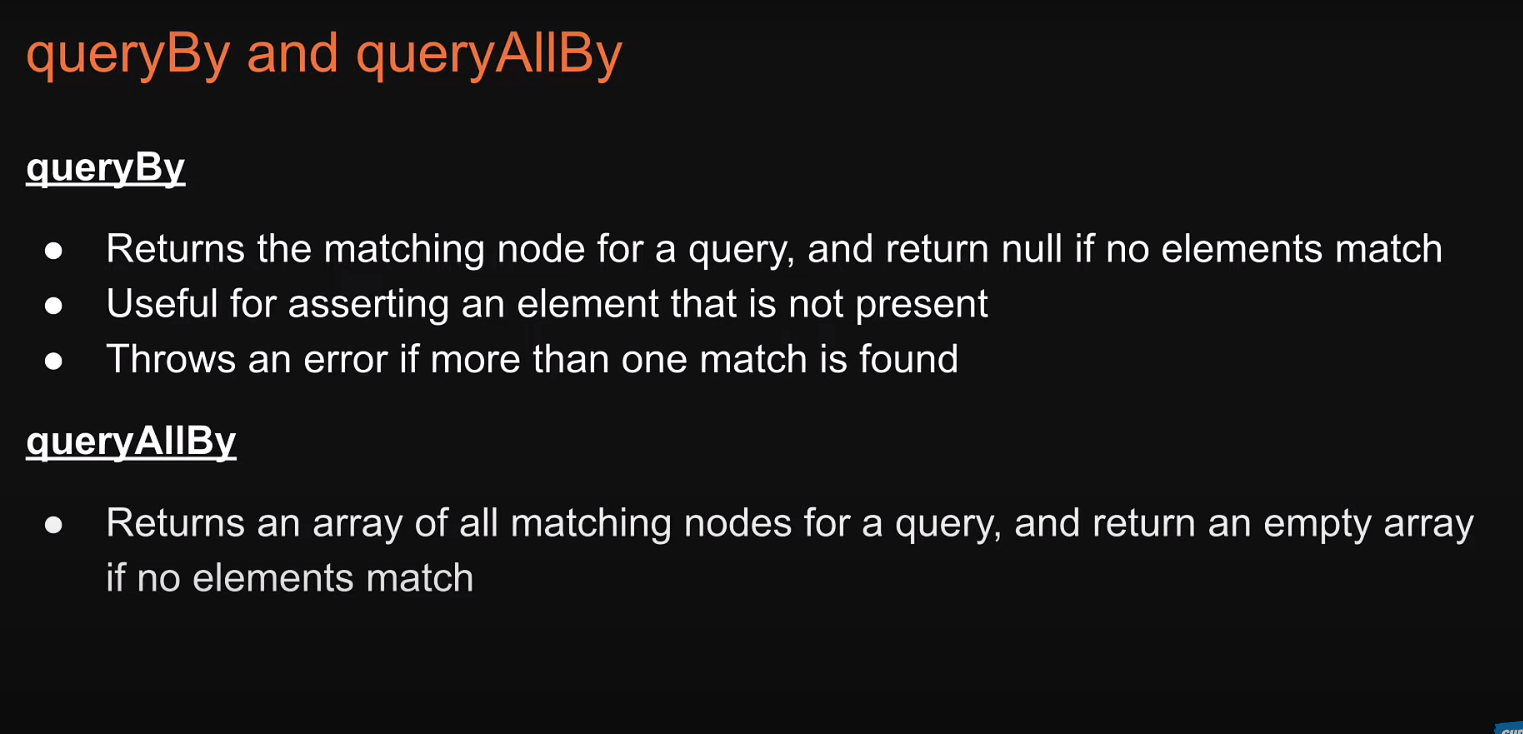 queryBy and queryAllBy
queryBy
● Returns the matching node for a query, and return null if no elements match
● Useful for asserting an element that is not present
● Throws an error if more than one match is found
queryAllBy
● Returns an array of all matching nodes for a query, and return an empty array
if no elements match